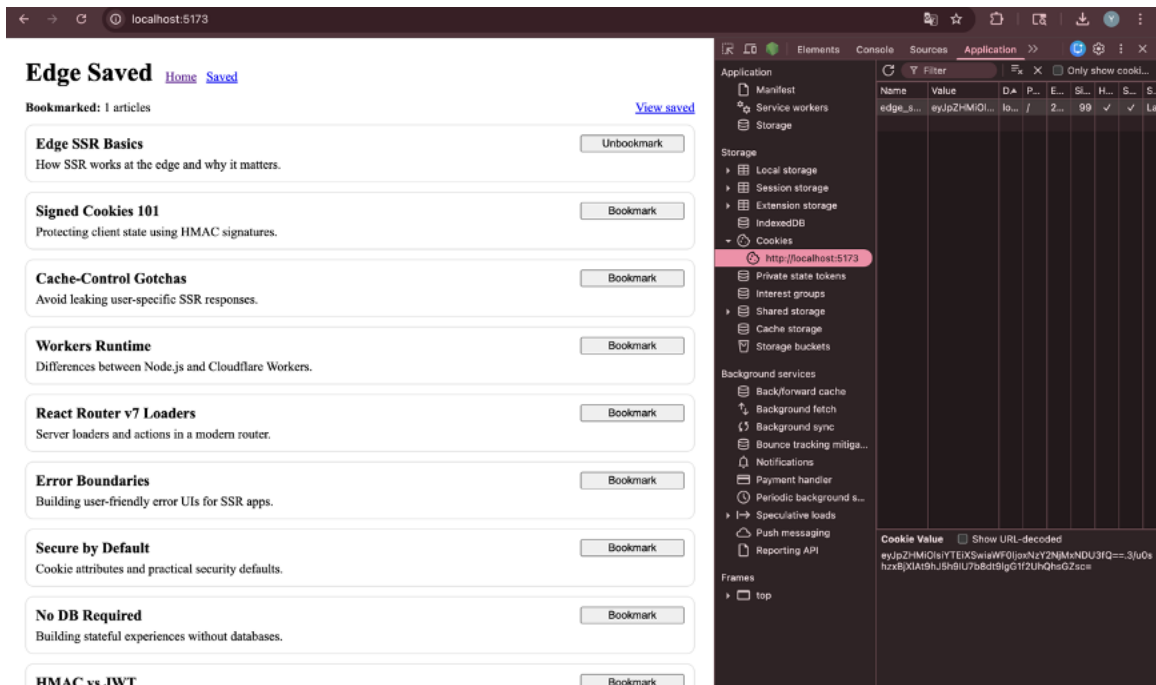 localhost:5173
Edge Saved Home Saved
Bookmarked: 1 articles View saved
Edge SSR Basics Unbookmark
How SSR works at the edge and why it matters.
Signed Cookies 101 Bookmark
Protecting client state using HMAC signatures.
Cache-Control Gotchas Bookmark
Avoid leaking user-specific SSR responses.
Workers Runtime Bookmark
Differences between Node.js and Cloudflare Workers.
React Router v7 Loaders Bookmark
Server loaders and actions in a modern router.
Error Boundaries Bookmark
Building user-friendly error UIs for SSR apps.
Secure by Default Bookmark
Cookie attributes and practical security defaults.
No DB Required Bookmark
Building stateful experiences without databases.
HMAC vs JWT Bookmark
Elements Console Sources Application
Application
Manifest
Service workers
Storage
Storage
Local storage
Session storage
Extension storage
IndexedDB
Cookies
http://localhost:5173
Private state tokens
Interest groups
Shared storage
Cache storage
Storage buckets
Background services
Back/forward cache
Background fetch
Background sync
Bounce tracking mitiga...
Notifications
Payment handler
Periodic background s...
Speculative loads
Push messaging
Reporting API
Frames
top
Filter Only show cooki...
Name Value D... P... E... Si... H... S... S.
edge_s... eyJpZHMiOl... lo... / 2... 99 ✓ ✓ La
Cookie Value Show URL-decoded